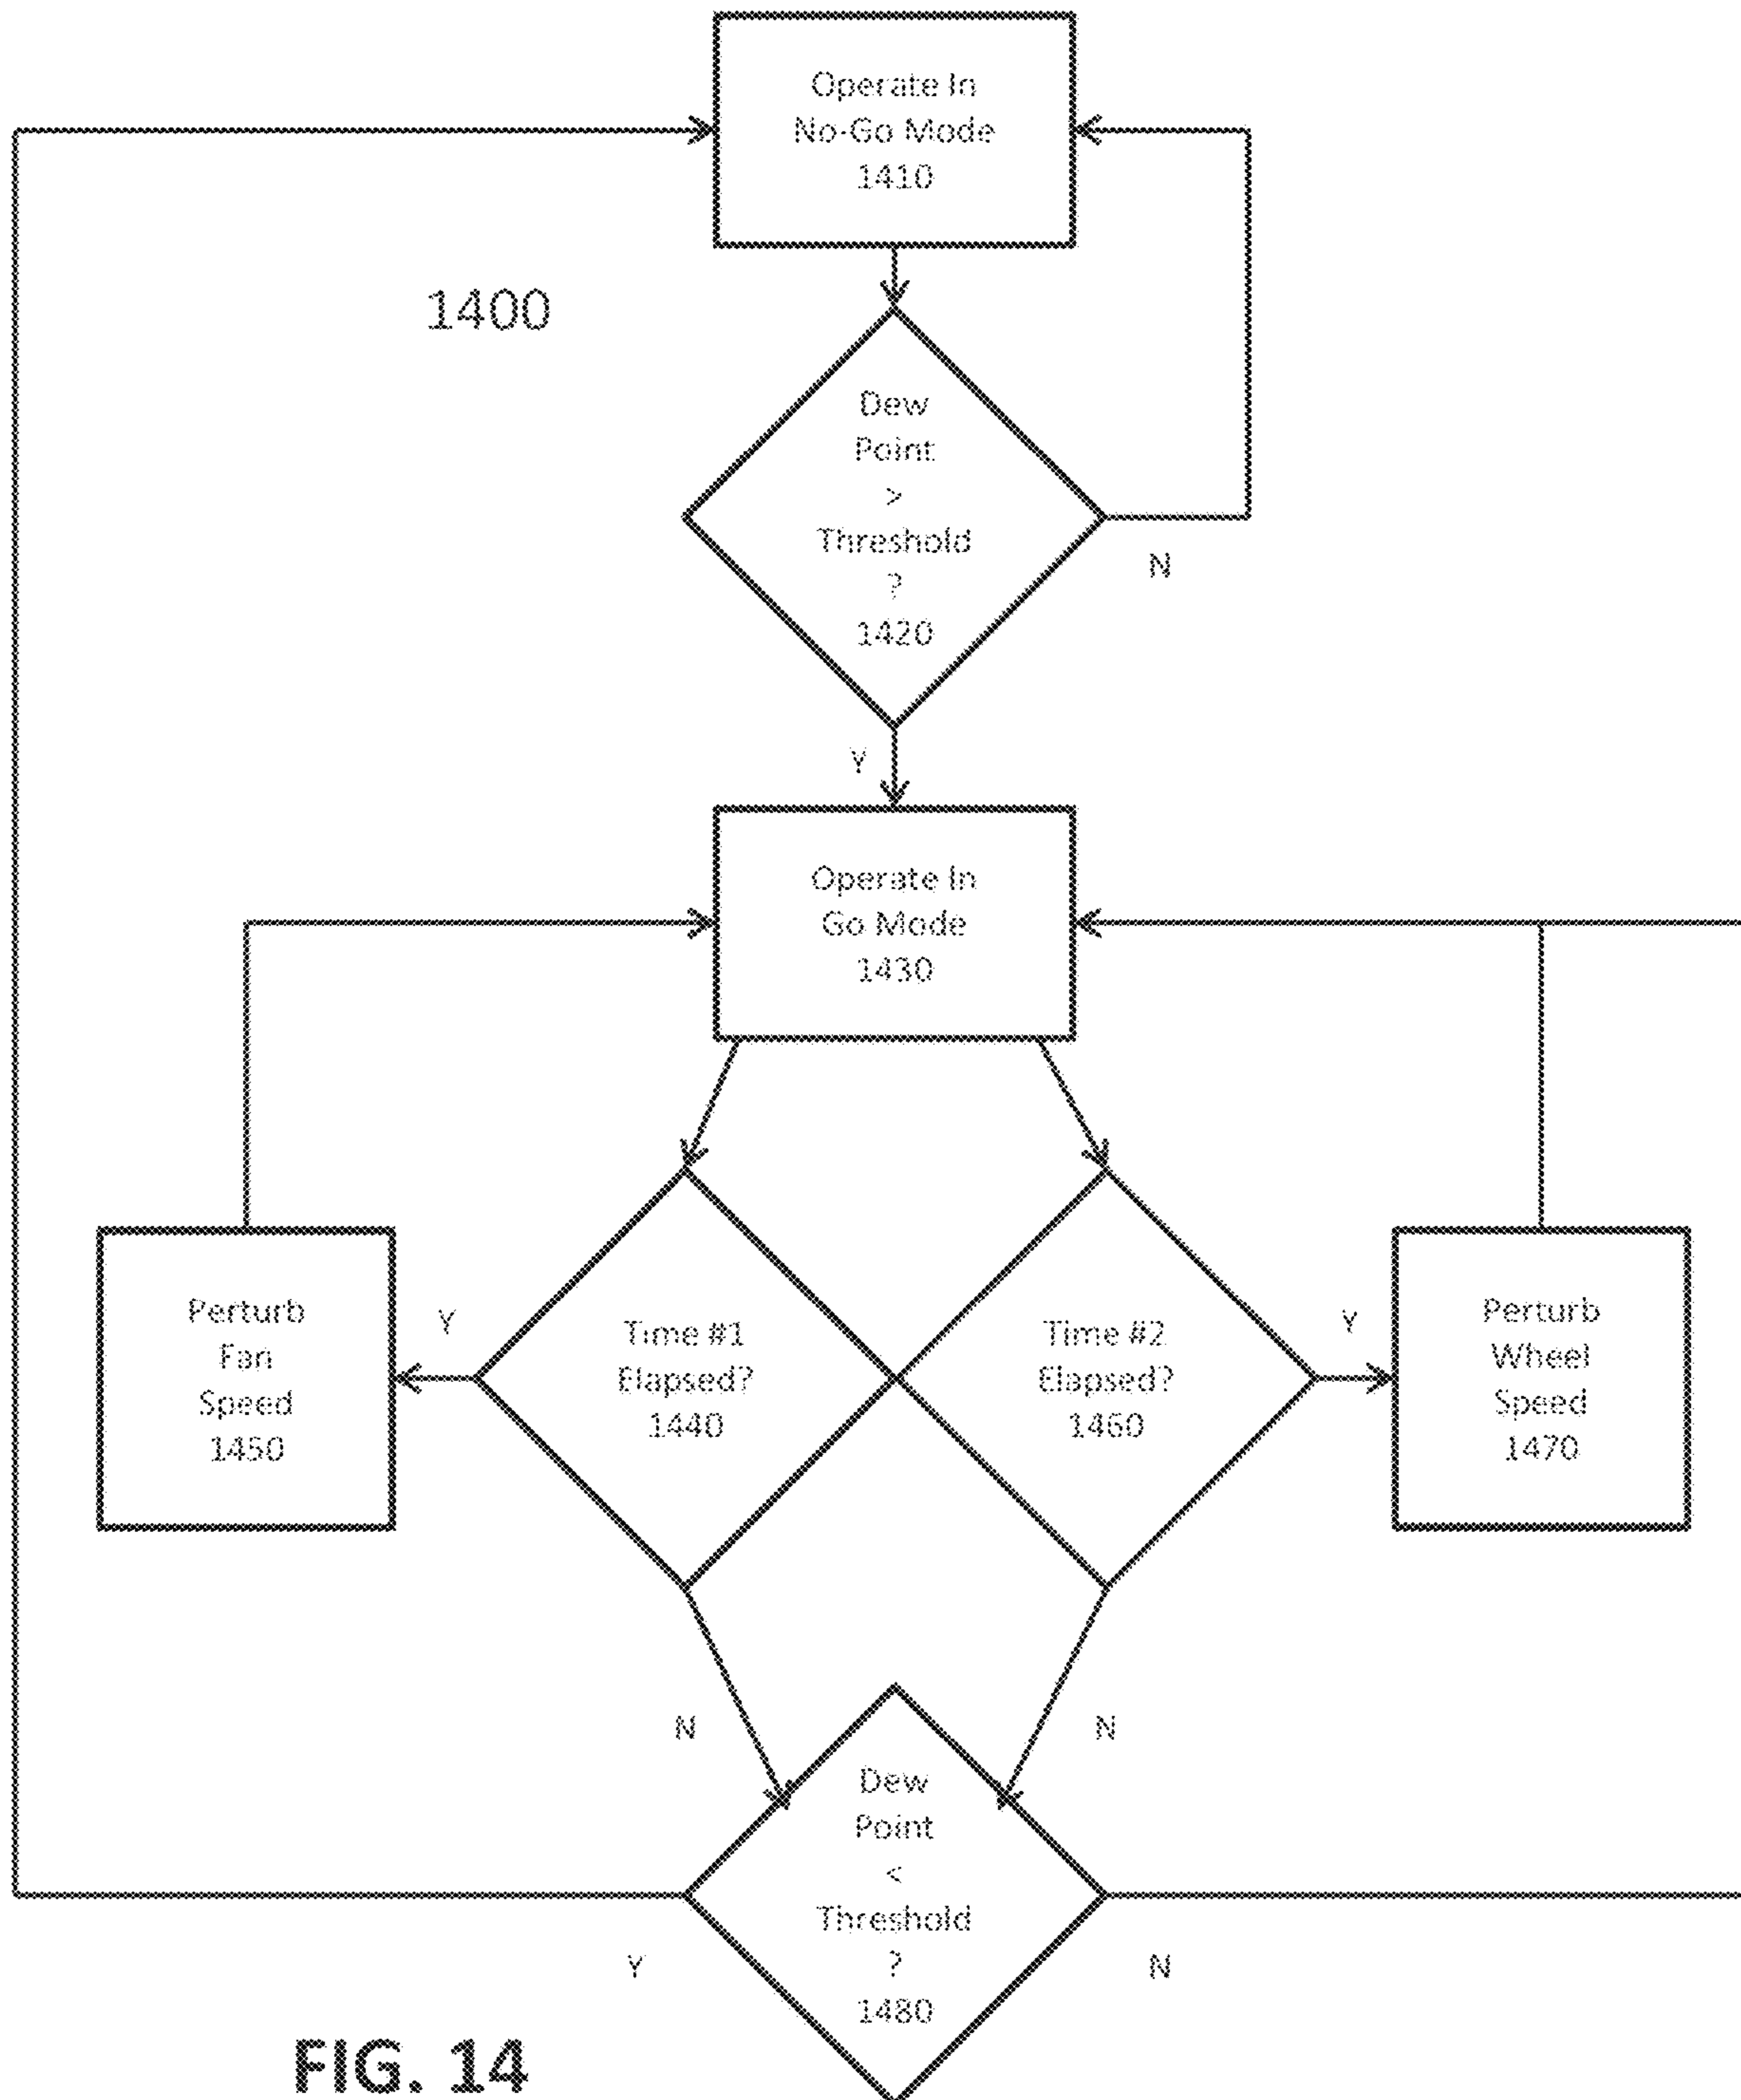 Operate In
No-Go Mode
1410
1400
Dew
Point
>
Threshold
?
1420
N
Y
Operate In
Go Mode
1430
Perturb
Fan
Speed
1450
Y
Time #1
Elapsed?
1440
Time #2
Elapsed?
1460
Y
Perturb
Wheel
Speed
1470
N
N
Dew
Point
<
Threshold
?
1480
Y
N
FIG. 14